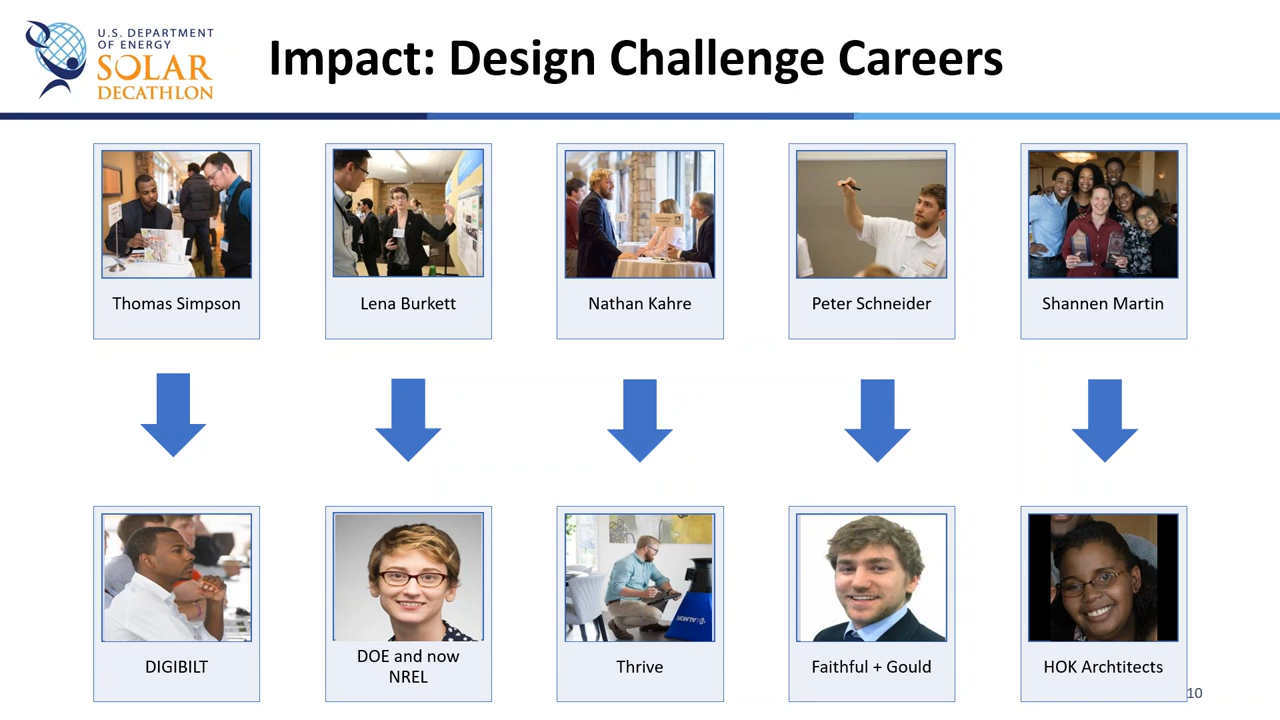 U.S. DEPARTMENT
OF ENERGY
SOLAR
DECATHLON
Impact: Design Challenge Careers
Thomas Simpson
Lena Burkett
Nathan Kahre
Peter Schneider
Shannen Martin
DIGIBILT
DOE and now
NREL
Thrive
Faithful + Gould
HOK Archtitects
10